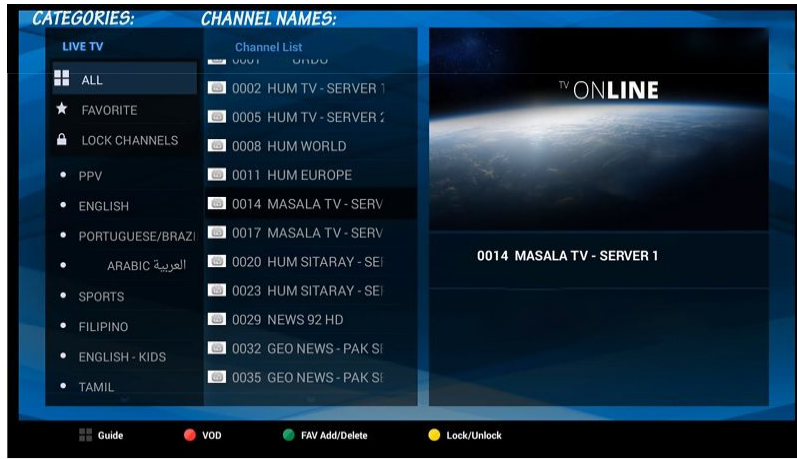 CATEGORIES:
CHANNEL NAMES:
LIVE TV
ALL
FAVORITE
LOCK CHANNELS
PPV
ENGLISH
PORTUGUESE/BRAZI
ARABIC العربية
SPORTS
FILIPINO
ENGLISH - KIDS
TAMIL
Channel List
0001 URDU
0002 HUM TV - SERVER 1
0005 HUM TV - SERVER 2
0008 HUM WORLD
0011 HUM EUROPE
0014 MASALA TV - SERV
0017 MASALA TV - SERV
0020 HUM SITARAY - SE
0023 HUM SITARAY - SE
0029 NEWS 92 HD
0032 GEO NEWS - PAK S
0035 GEO NEWS - PAK S
TV ONLINE
0014 MASALA TV - SERVER 1
Guide
VOD
FAV Add/Delete
Lock/Unlock